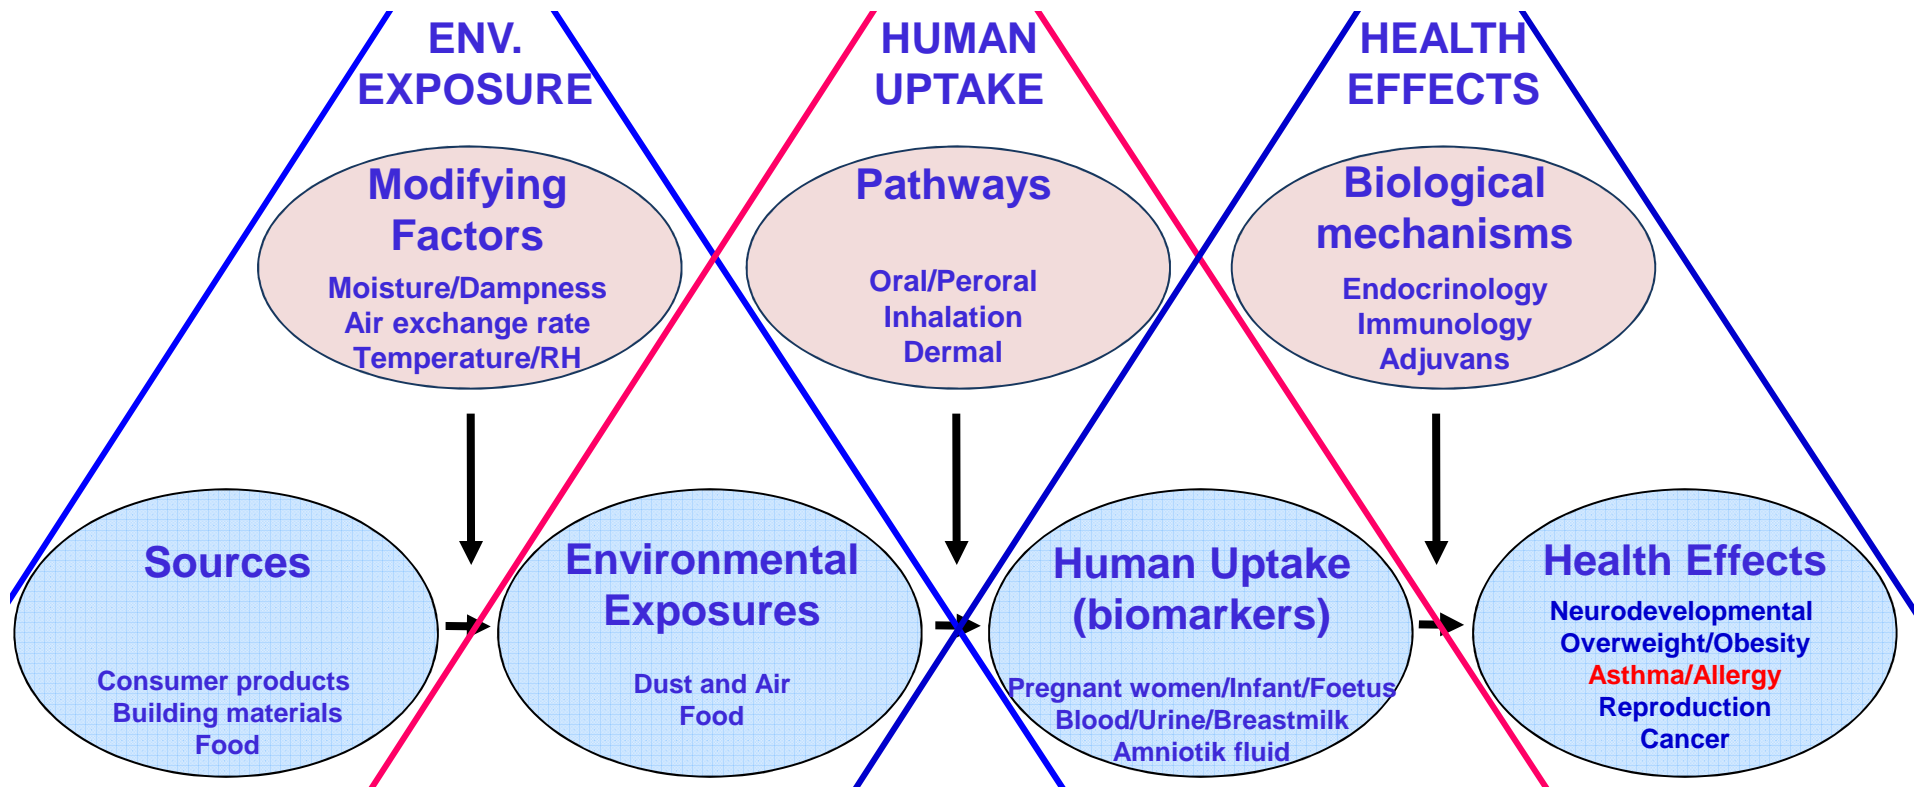 ENV.
EXPOSURE
HUMAN
UPTAKE
HEALTH
EFFECTS
Modifying
Factors
Moisture/Dampness
Air exchange rate
Temperature/RH
Pathways
Oral/Peroral
Inhalation
Dermal
Biological
mechanisms
Endocrinology
Immunology
Adjuvans
Sources
Consumer products
Building materials
Food
Environmental
Exposures
Dust and Air
Food
Human Uptake
(biomarkers)
Pregnant women/Infant/Foetus
Blood/Urine/Breastmilk
Amniotik fluid
Health Effects
Neurodevelopmental
Overweight/Obesity
Asthma/Allergy
Reproduction
Cancer